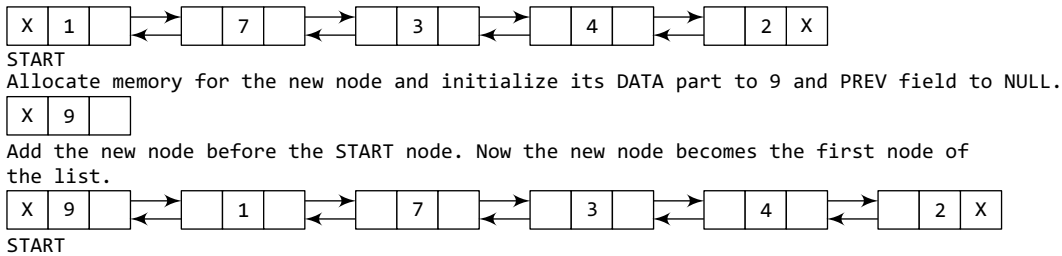 X 1 7 3 4 2 X
START
Allocate memory for the new node and initialize its DATA part to 9 and PREV field to NULL.
X 9
Add the new node before the START node. Now the new node becomes the first node of
the list.
X 9 1 7 3 4 2 X
START